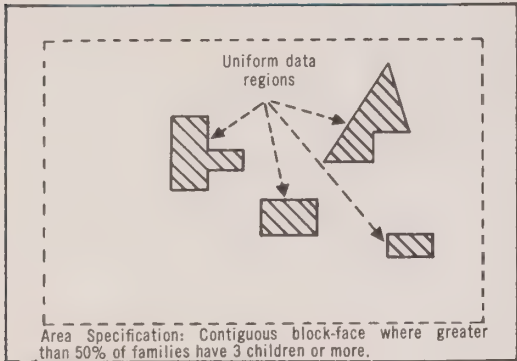 Uniform data
regions
Area Specification: Contiguous block-face where greater
than 50% of families have 3 children or more.